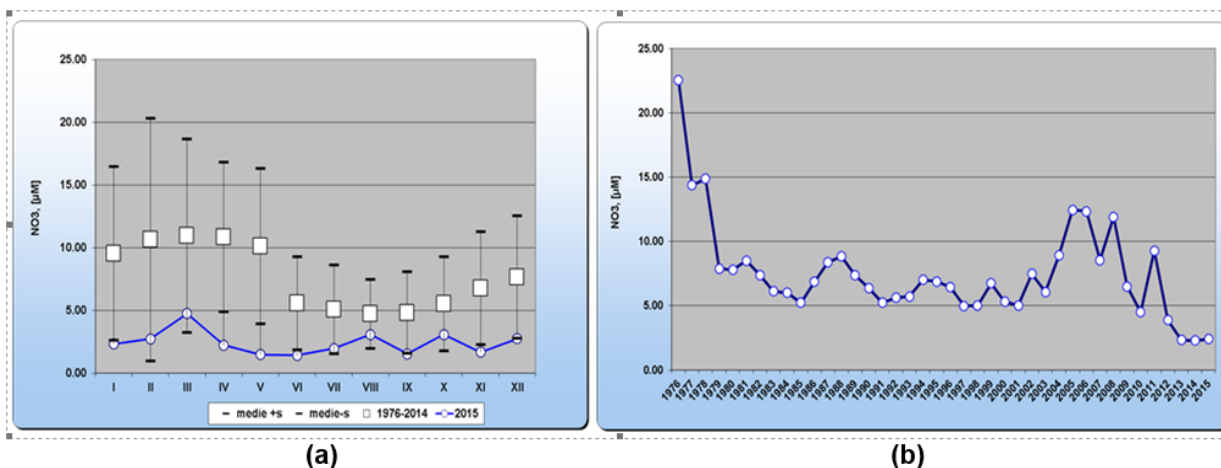 25.00
20.00
15.00
10.00
5.00
0.00
NO3, [µM]
I II III IV V VI VII VIII IX X XI XII
medie +s medie-s 1976-2014 2015
(a)
25.00
20.00
15.00
10.00
5.00
0.00
NO3, [µM]
1976 1977 1978 1979 1980 1981 1982 1983 1984 1985 1986 1987 1988 1989 1990 1991 1992 1993 1994 1995 1996 1997 1998 1999 2000 2001 2002 2003 2004 2005 2006 2007 2008 2009 2010 2011 2012 2013 2014 2015
(b)